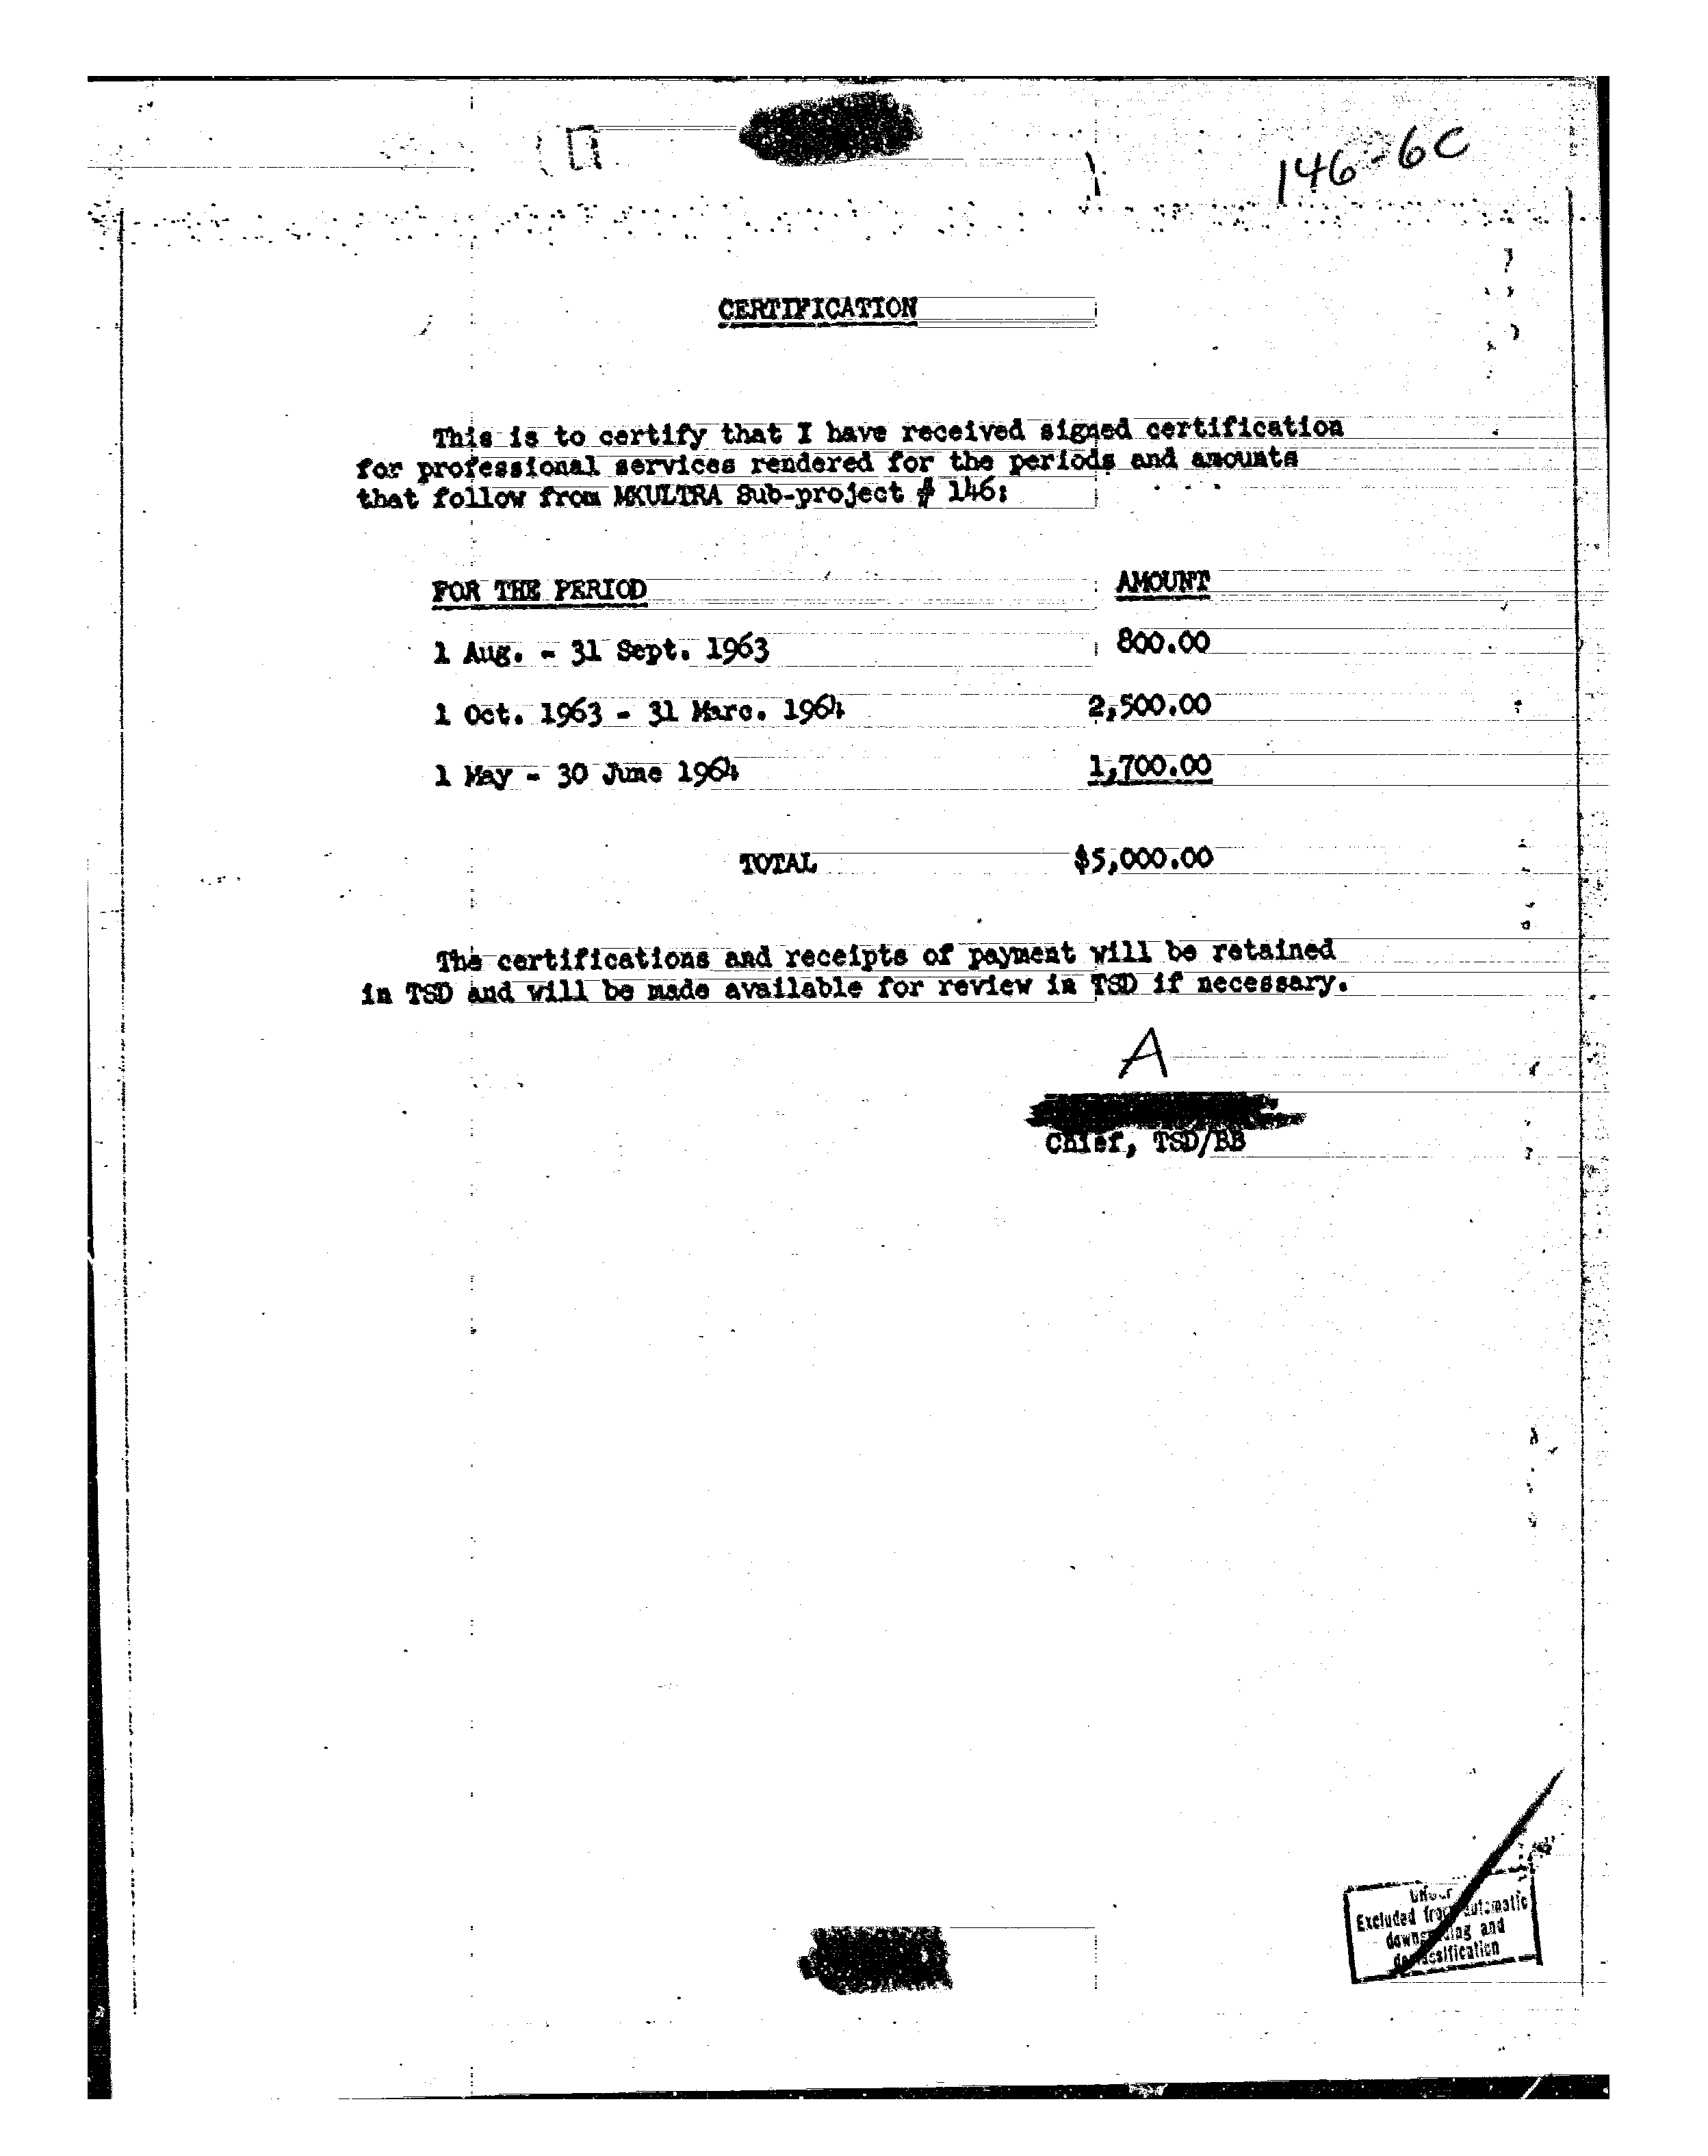 146-6C
CERTIFICATION
This is to certify that I have received signed certification
for professional services rendered for the periods and amounts
that follow from MKULTRA Sub-project # 146:
FOR THE PERIOD AMOUNT
1 Aug. - 31 Sept. 1963 800.00
1 Oct. 1963 - 31 Marc. 1964 2,500.00
1 May - 30 June 1964 1,700.00
TOTAL $5,000.00
The certifications and receipts of payment will be retained
in TSD and will be made available for review in TSD if necessary.
A
Chief, TSD/BB
Excluded from automatic
downgrading and
declassification